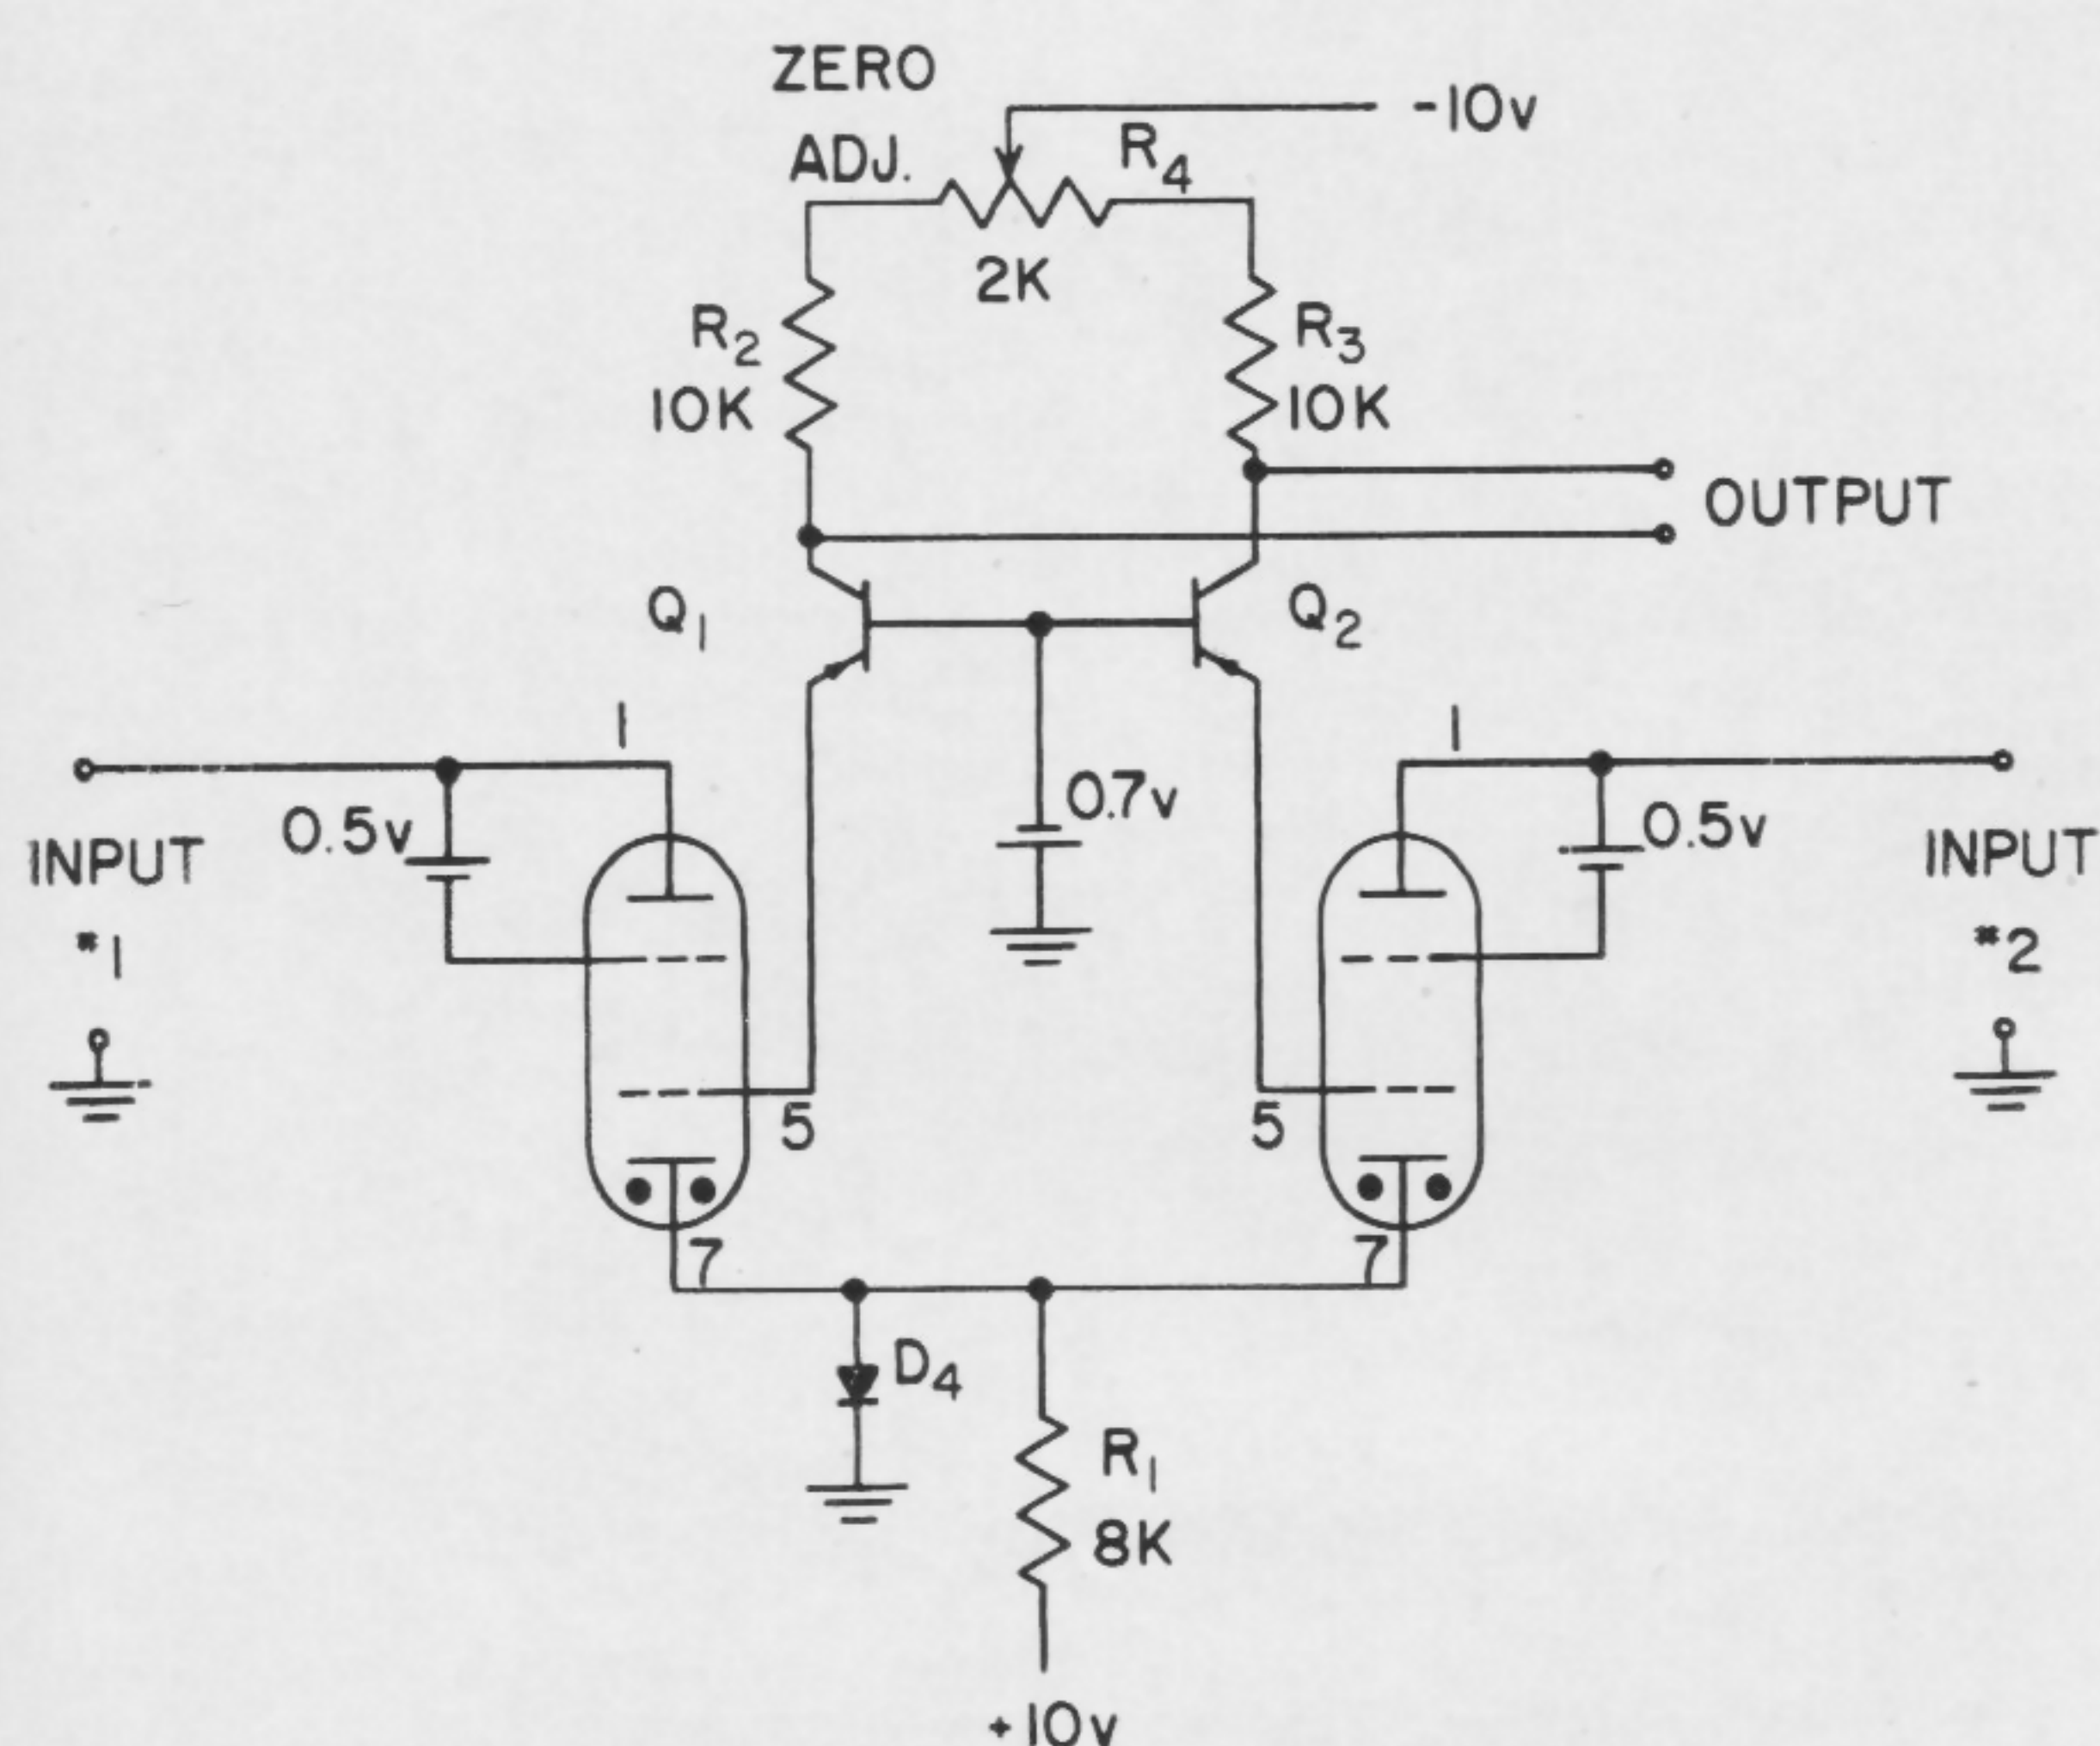 ZERO
ADJ.
-10v
R4
2K
R2
10K
R3
10K
OUTPUT
Q1
Q2
1
1
0.5v
0.7v
0.5v
INPUT
*1
INPUT
*2
5
5
7
7
D4
R1
8K
+10v